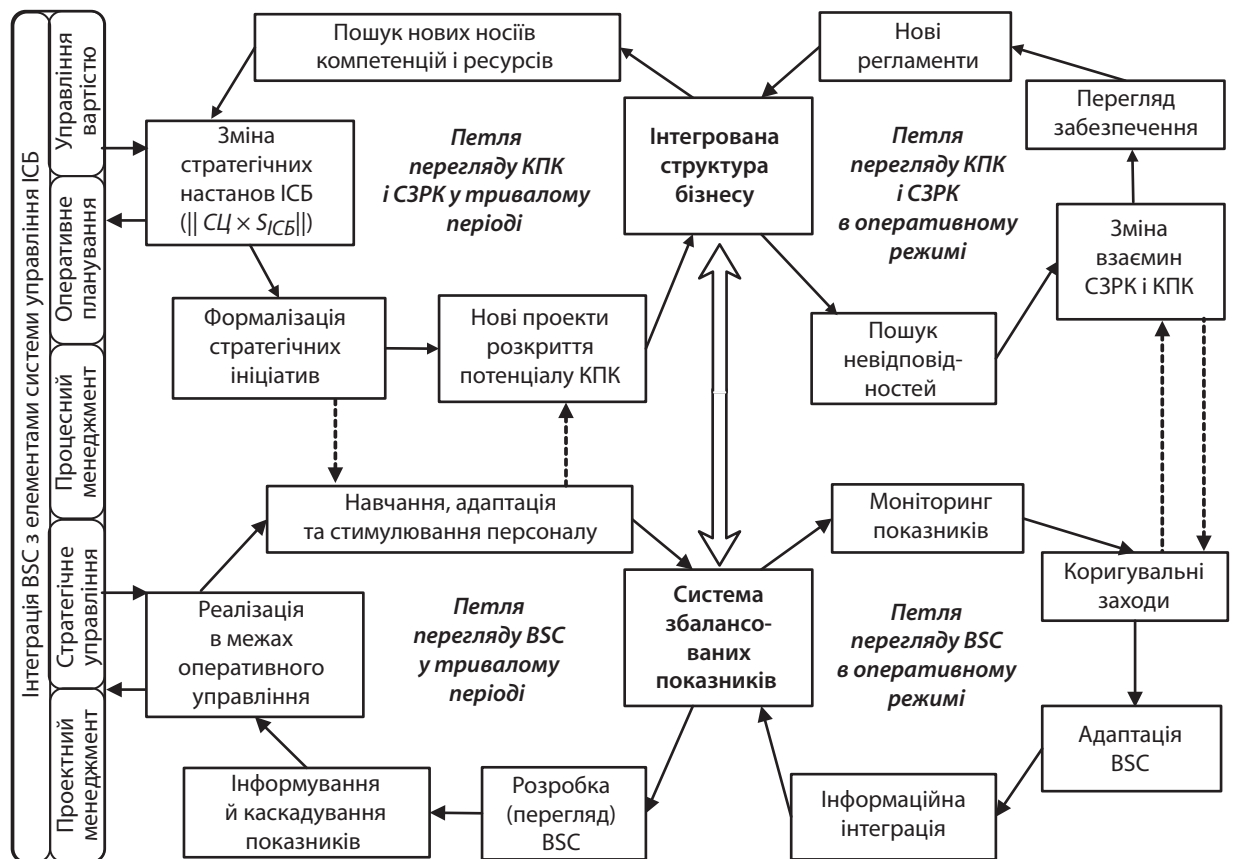 Інтеграція BSC з елементами системи управління ІСБ
Управління
вартістю
Оперативне
планування
Процесний
менеджмент
Стратегічне
управління
Проектний
менеджмент
Пошук нових носіїв
компетенцій і ресурсів
Нові
регламенти
Перегляд
забезпечення
Зміна
стратегічних
настанов ІСБ
(|| СЦ × SІСБ||)
Петля
перегляду КПК
і СЗРК у тривалому
періоді
Інтегрована
структура
бізнесу
Петля
перегляду КПК
і СЗРК
в оперативному
режимі
Зміна
взаємин
СЗРК і КПК
Формалізація
стратегічних
ініціатив
Нові проекти
розкриття
потенціалу КПК
Пошук
невідповід-
ностей
Навчання, адаптація
та стимулювання персоналу
Моніторинг
показників
Коригувальні
заходи
Реалізація
в межах
оперативного
управління
Петля
перегляду BSC
у тривалому
періоді
Система
збалансо-
ваних
показників
Петля
перегляду BSC
в оперативному
режимі
Адаптація
BSC
Інформування
й каскадування
показників
Розробка
(перегляд)
BSC
Інформаційна
інтеграція